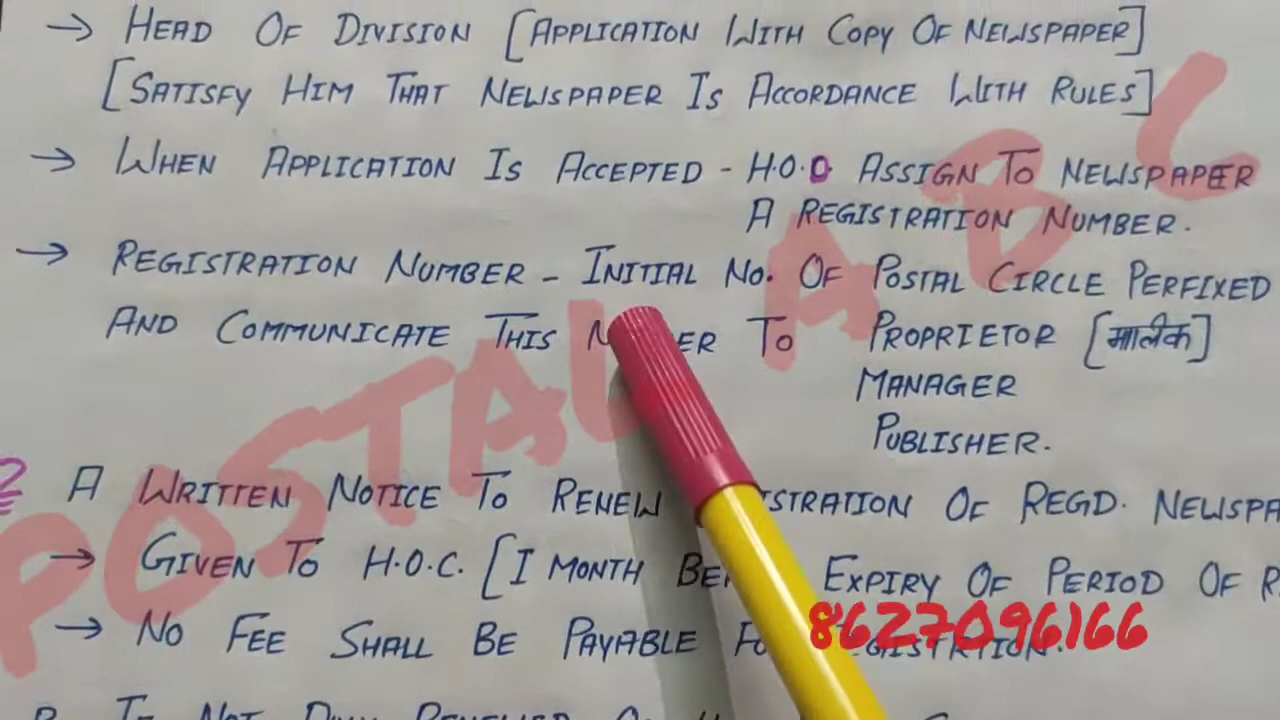 → HEAD OF DIVISION [APPLICATION WITH COPY OF NEWSPAPER]
[SATISFY HIM THAT NEWSPAPER IS ACCORDANCE WITH RULES]
→ WHEN APPLICATION IS ACCEPTED - H.O.D ASSIGN TO NEWSPAPER
A REGISTRATION NUMBER.
→ REGISTRATION NUMBER - INITIAL NO. OF POSTAL CIRCLE PERFIXED
AND COMMUNICATE THIS TO PROPRIETOR [मालिक]
MANAGER
PUBLISHER.
A WRITTEN NOTICE TO RENEW OF REGD.
→ GIVEN TO H.O.C. [1 MONTH EXPIRY OF PERIOD OF
→ NO FEE SHALL BE PAYABLE
POSTAL ABC
8627096166